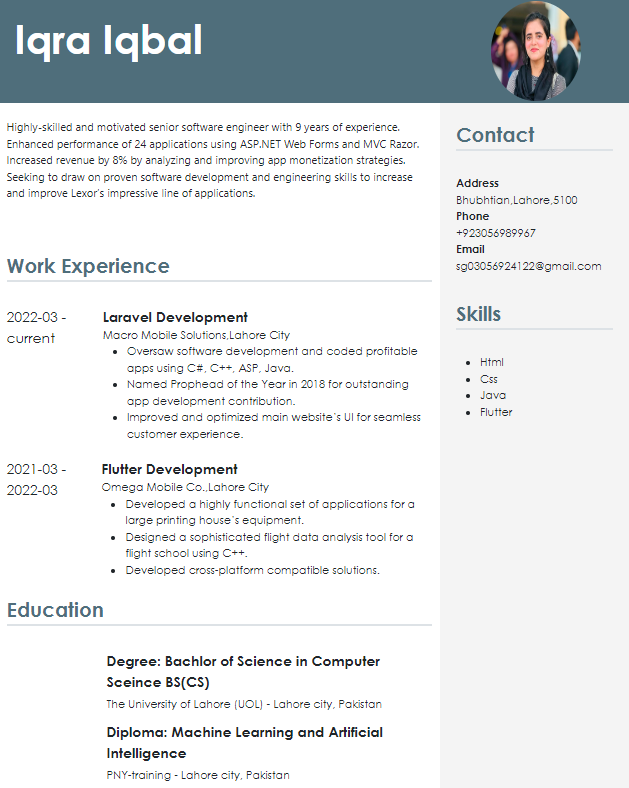 Iqra Iqbal
Highly-skilled and motivated senior software engineer with 9 years of experience.
Enhanced performance of 24 applications using ASP.NET Web Forms and MVC Razor.
Increased revenue by 8% by analyzing and improving app monetization strategies.
Seeking to draw on proven software development and engineering skills to increase
and improve Lexor's impressive line of applications.
Work Experience
2022-03 -
current
Laravel Development
Macro Mobile Solutions,Lahore City
• Oversaw software development and coded profitable
apps using C#, C++, ASP, Java.
• Named Prophead of the Year in 2018 for outstanding
app development contribution.
• Improved and optimized main website's UI for seamless
customer experience.
2021-03 -
2022-03
Flutter Development
Omega Mobile Co.,Lahore City
• Developed a highly functional set of applications for a
large printing house's equipment.
• Designed a sophisticated flight data analysis tool for a
flight school using C++.
• Developed cross-platform compatible solutions.
Education
Degree: Bachlor of Science in Computer
Sceince BS(CS)
The University of Lahore (UOL) - Lahore city, Pakistan
Diploma: Machine Learning and Artificial
Intelligence
PNY-training - Lahore city, Pakistan
Contact
Address
Bhubhtian,Lahore,5100
Phone
+923056989967
Email
sg03056924122@gmail.com
Skills
• Html
• Css
• Java
• Flutter